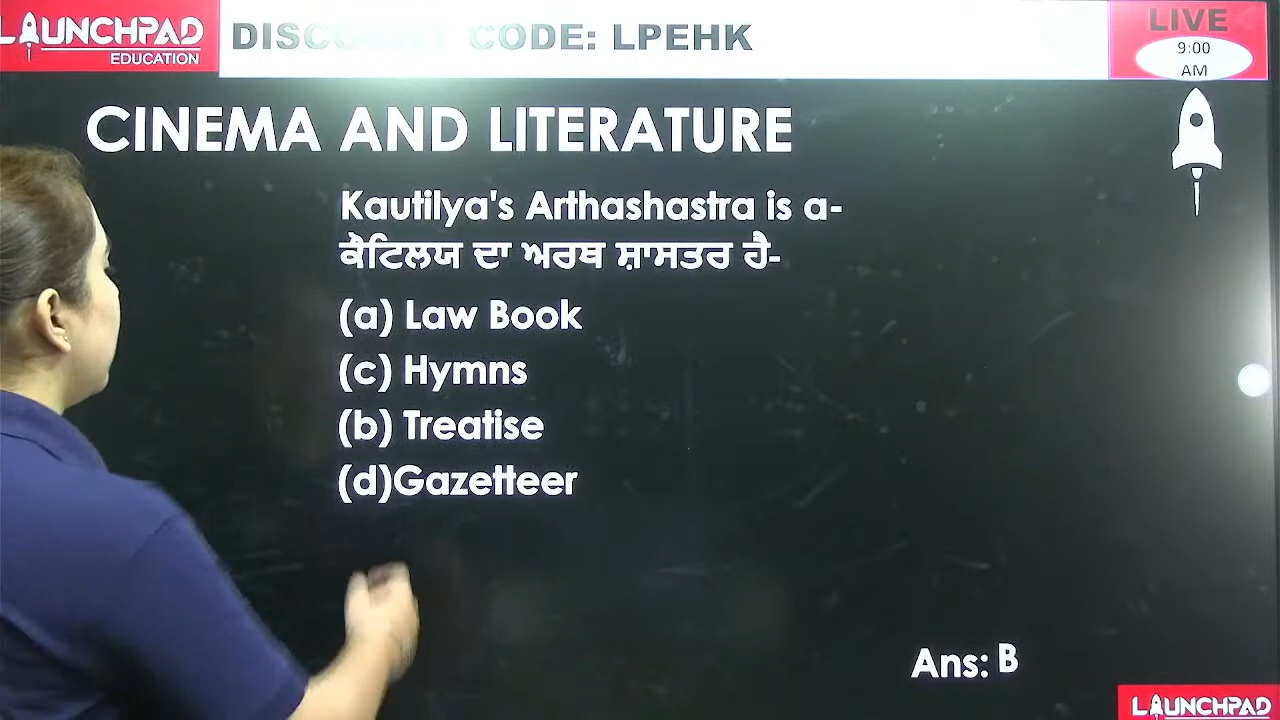 LAUNCHPAD
EDUCATION
DISCOUNT CODE: LPEHK
LIVE
9:00
AM
CINEMA AND LITERATURE
Kautilya's Arthashastra is a-
ਕੌਟਿਲਯ ਦਾ ਅਰਥ ਸ਼ਾਸਤਰ ਹੈ-
(a) Law Book
(c) Hymns
(b) Treatise
(d)Gazetteer
Ans: B
LAUNCHPAD